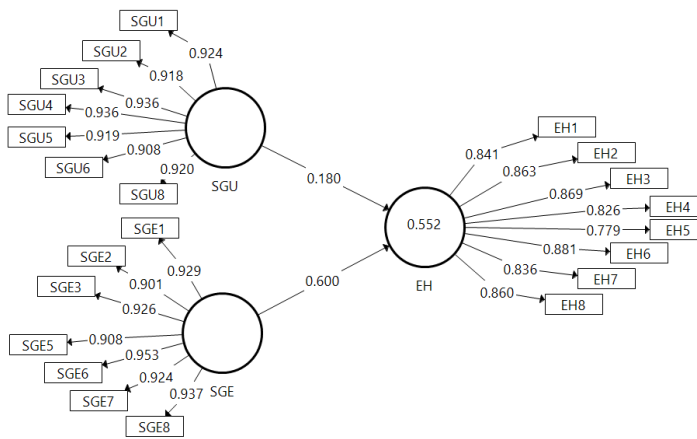 SGU1
SGU2
0.924
0.918
SGU3
0.936
SGU4
0.936
SGU5
0.919
SGU6
0.908
0.920
SGU8
SGU
0.180
SGE1
SGE2
0.929
0.901
SGE3
0.926
SGE5
0.908
SGE6
0.953
SGE7
0.924
0.937
SGE8
SGE
0.600
0.552
EH
EH1
0.841
EH2
0.863
EH3
0.869
EH4
0.826
EH5
0.779
EH6
0.881
EH7
0.836
EH8
0.860